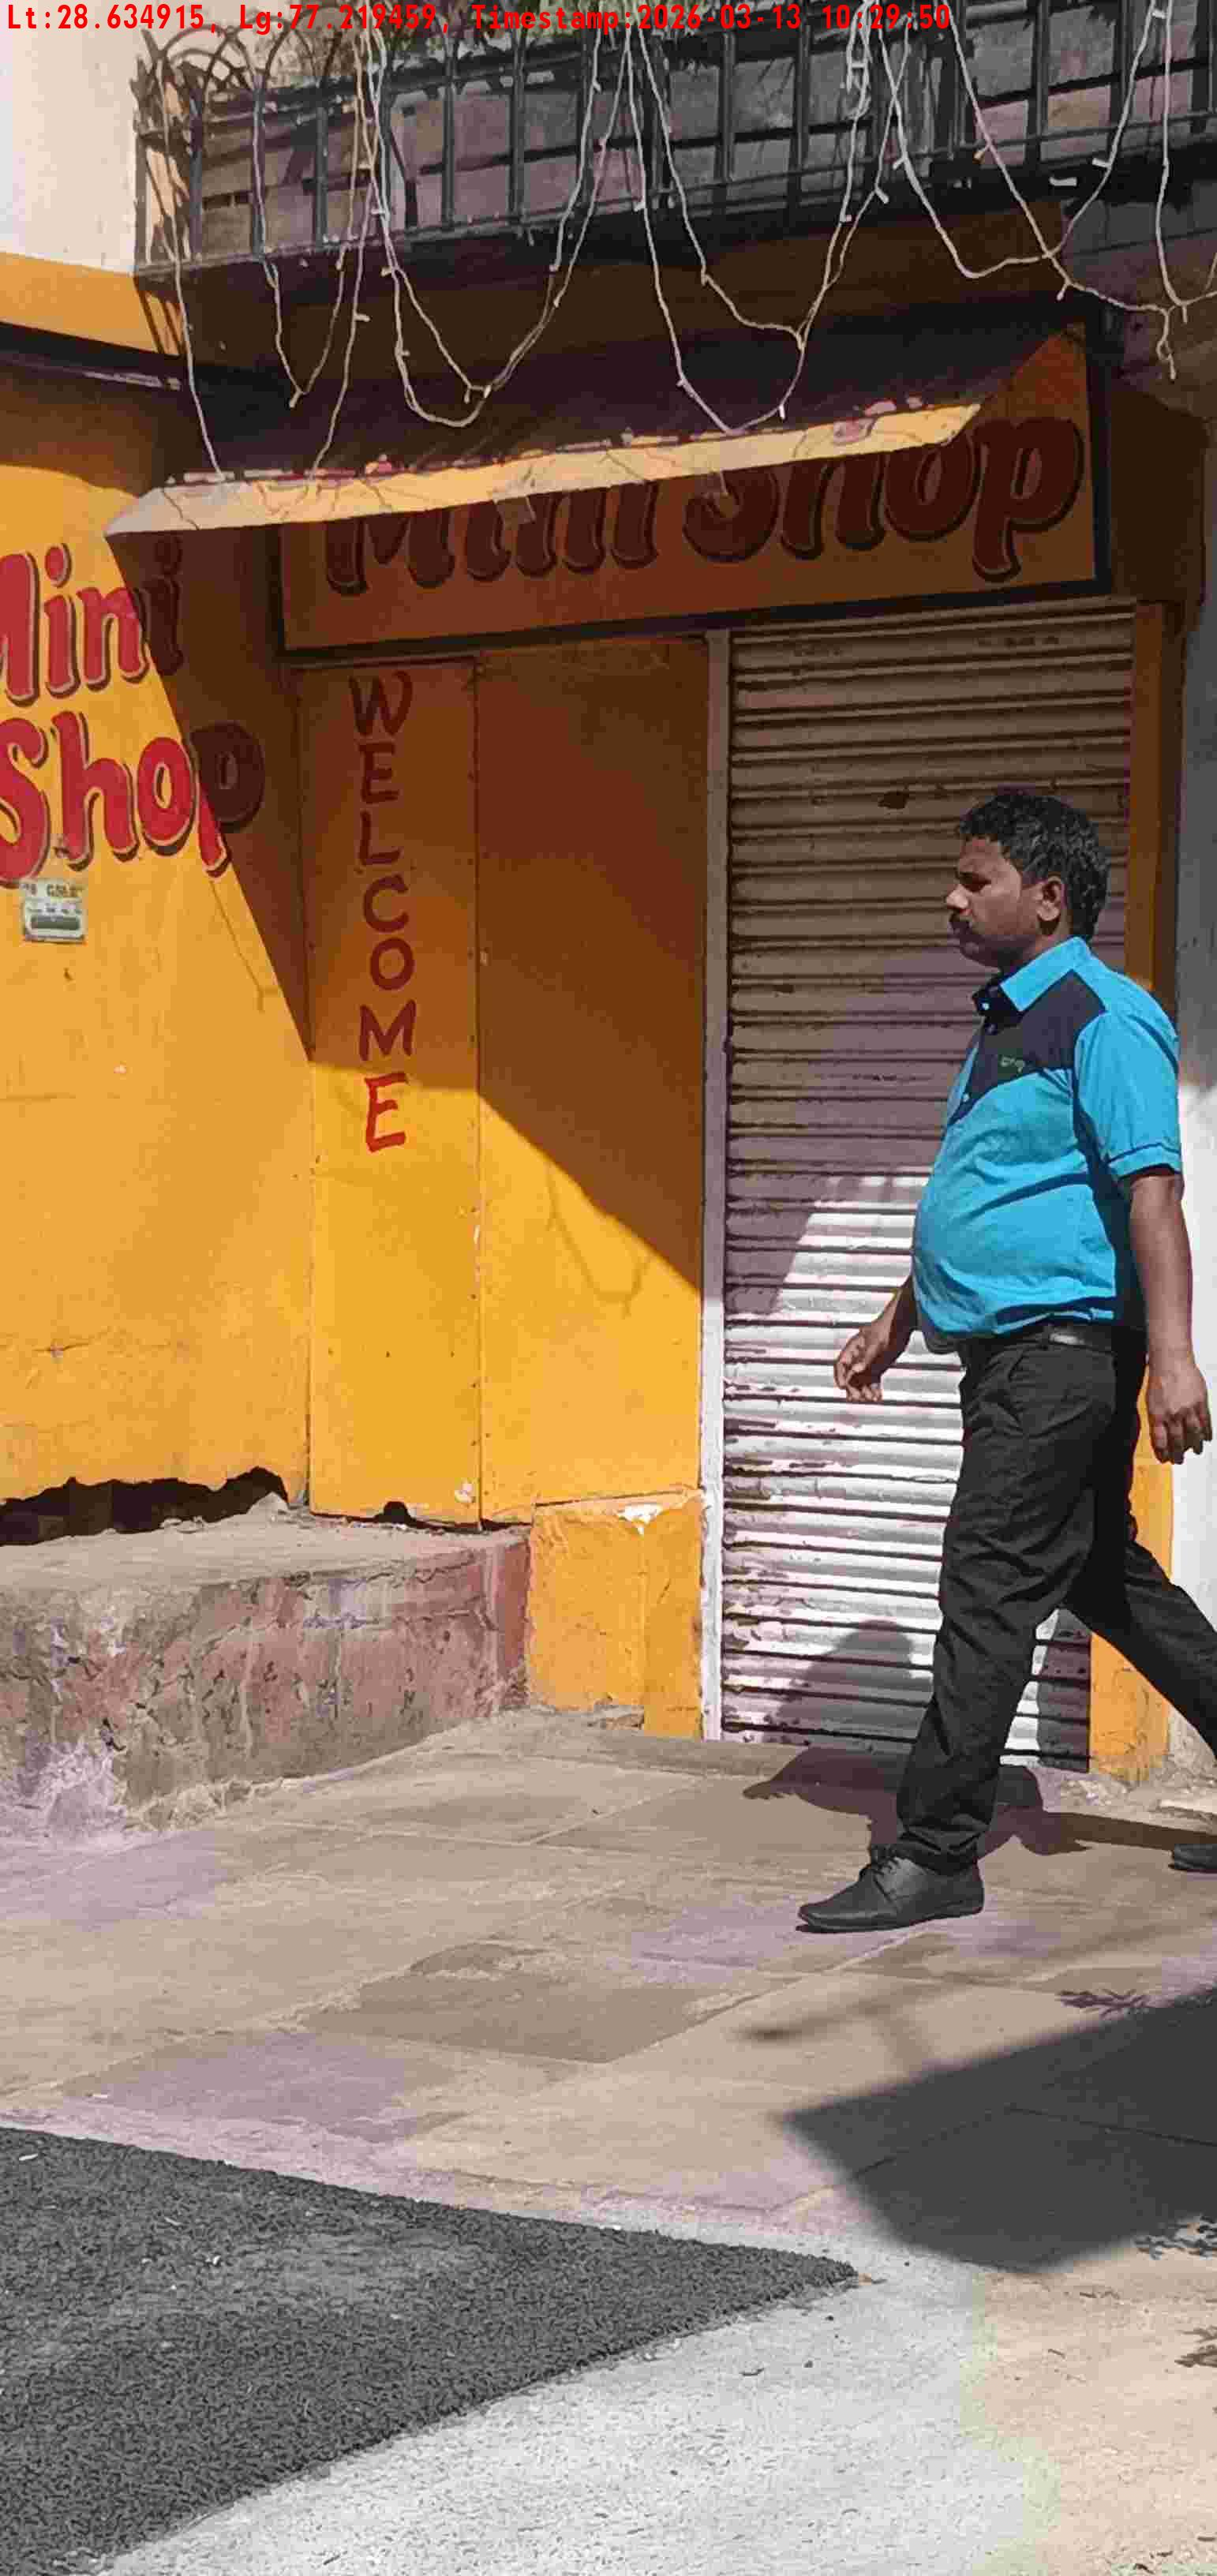 Lt:28.634915, Lg:77.219459, Timestamp:2026-03-13 10:29:50
Mini Shop
Mini
Shop
WELCOME